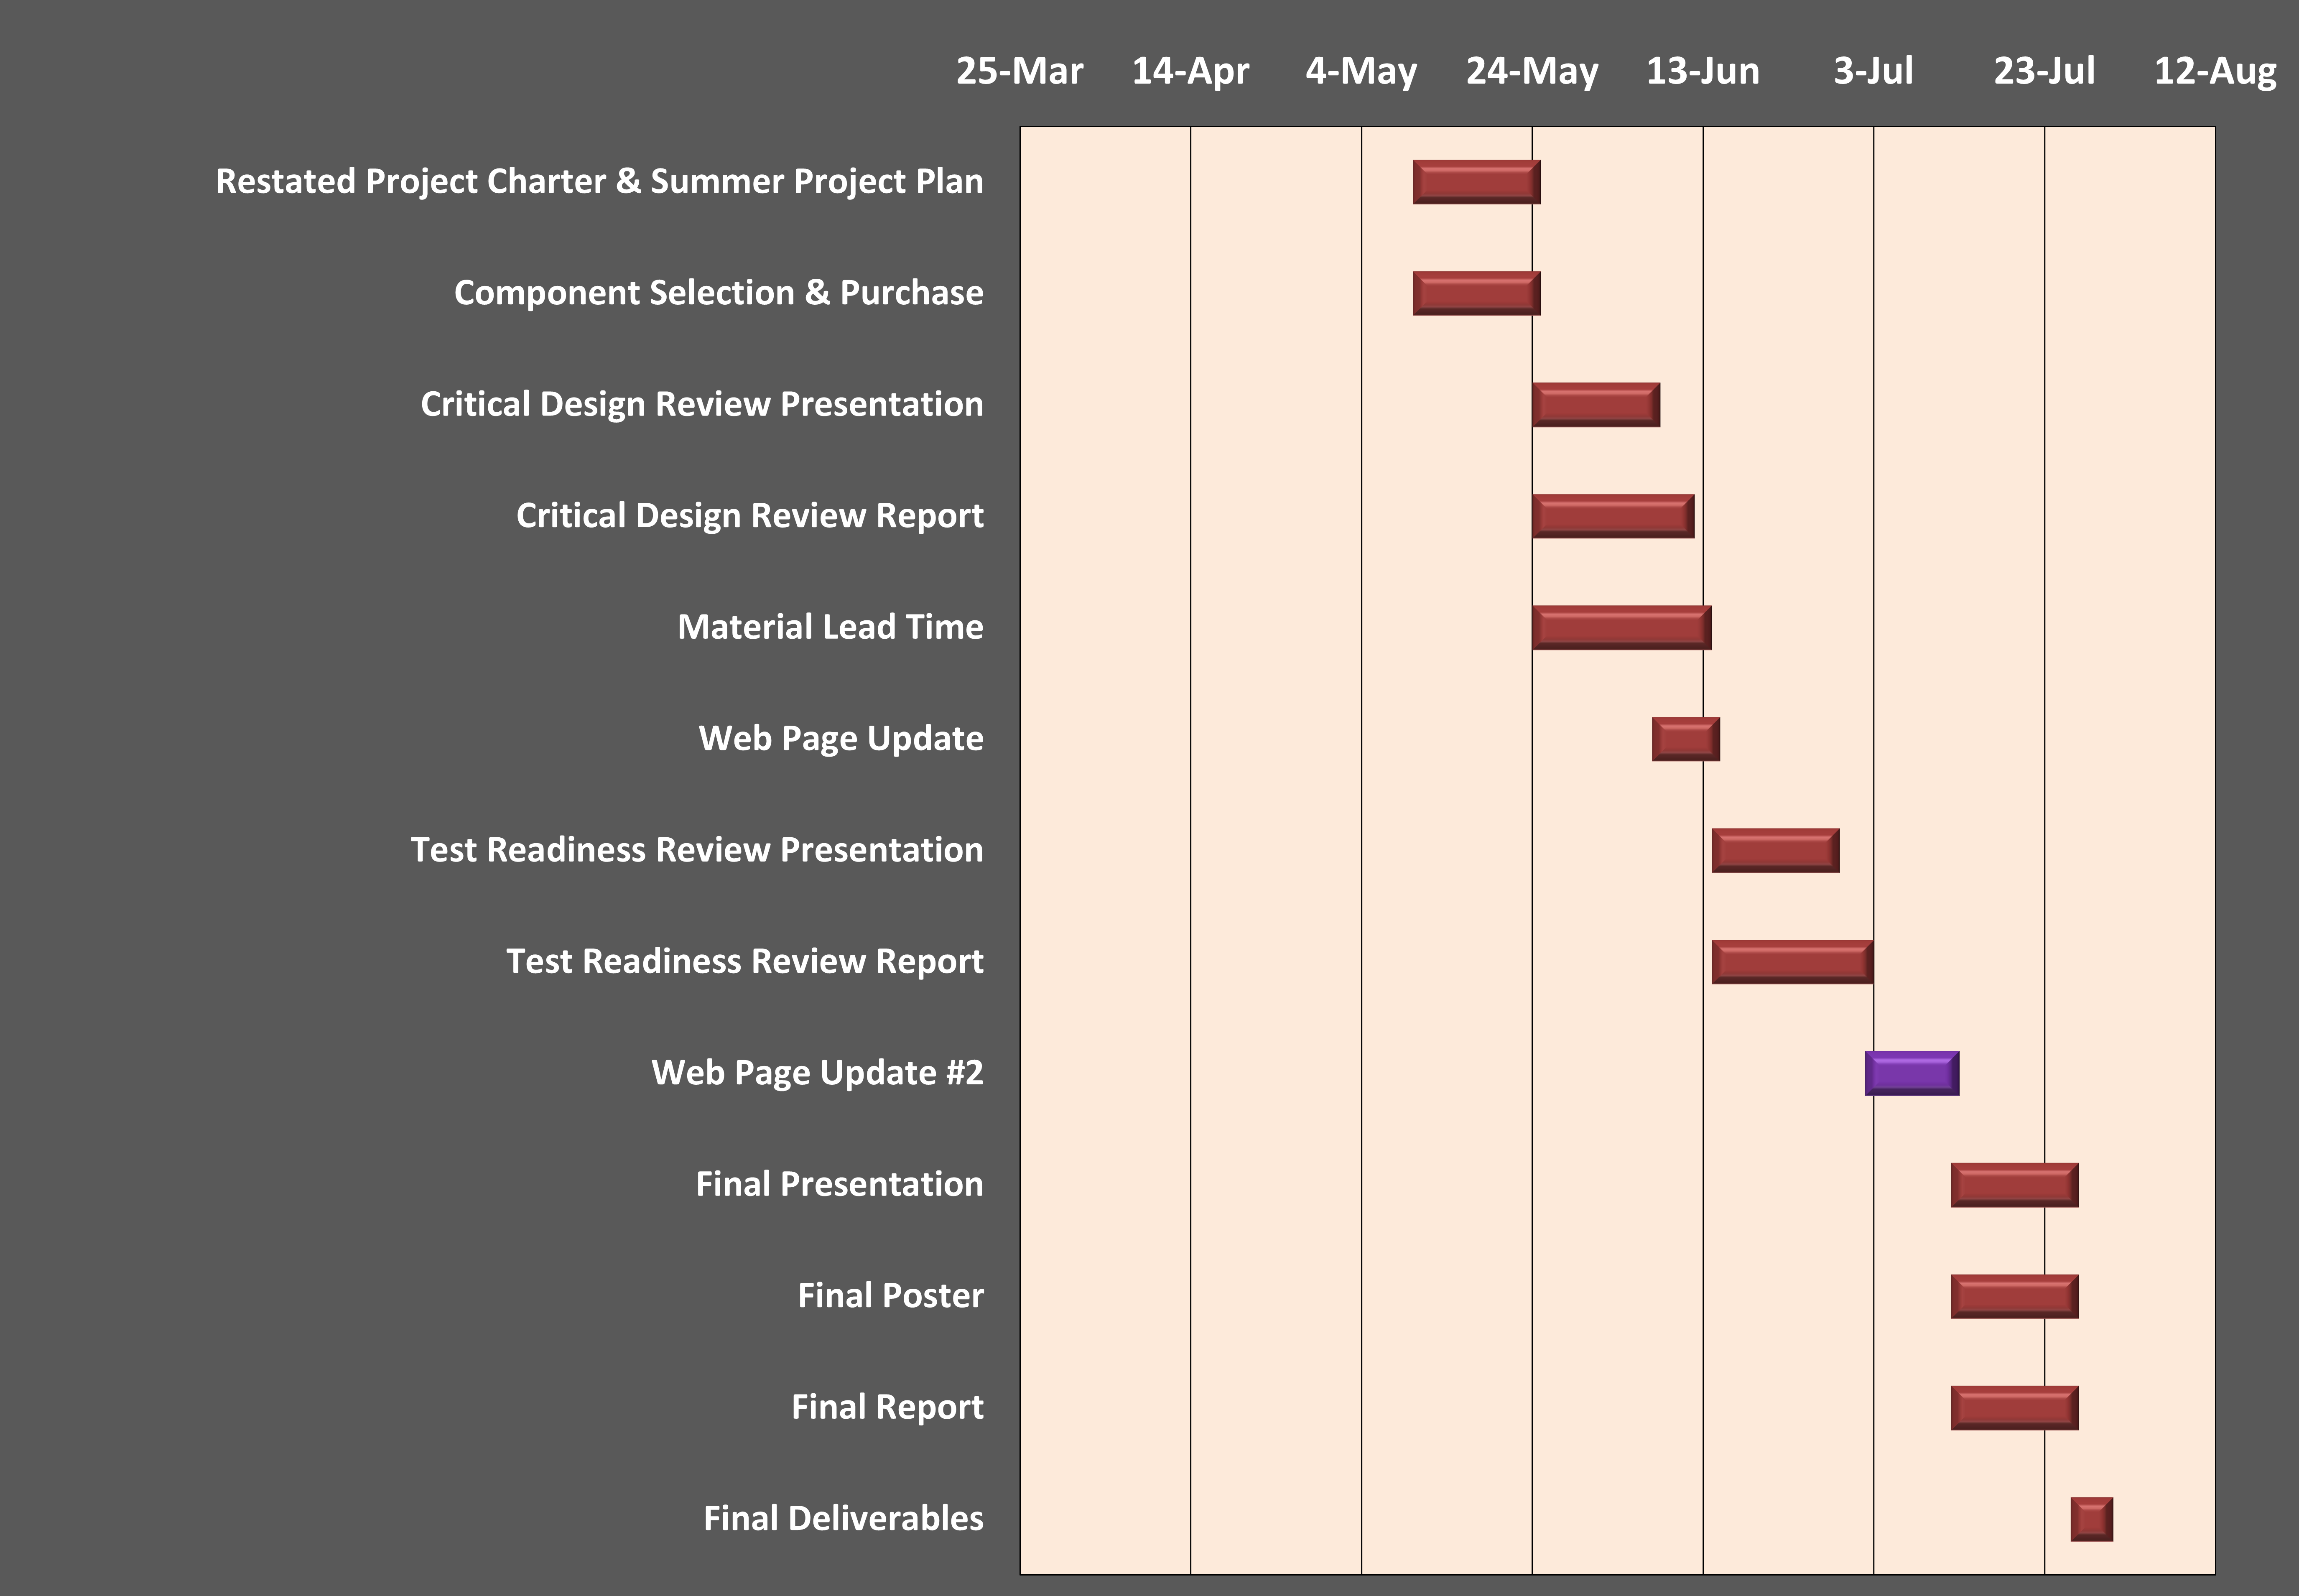 25-Mar 14-Apr 4-May 24-May 13-Jun 3-Jul 23-Jul 12-Aug
Restated Project Charter & Summer Project Plan
Component Selection & Purchase
Critical Design Review Presentation
Critical Design Review Report
Material Lead Time
Web Page Update
Test Readiness Review Presentation
Test Readiness Review Report
Web Page Update #2
Final Presentation
Final Poster
Final Report
Final Deliverables